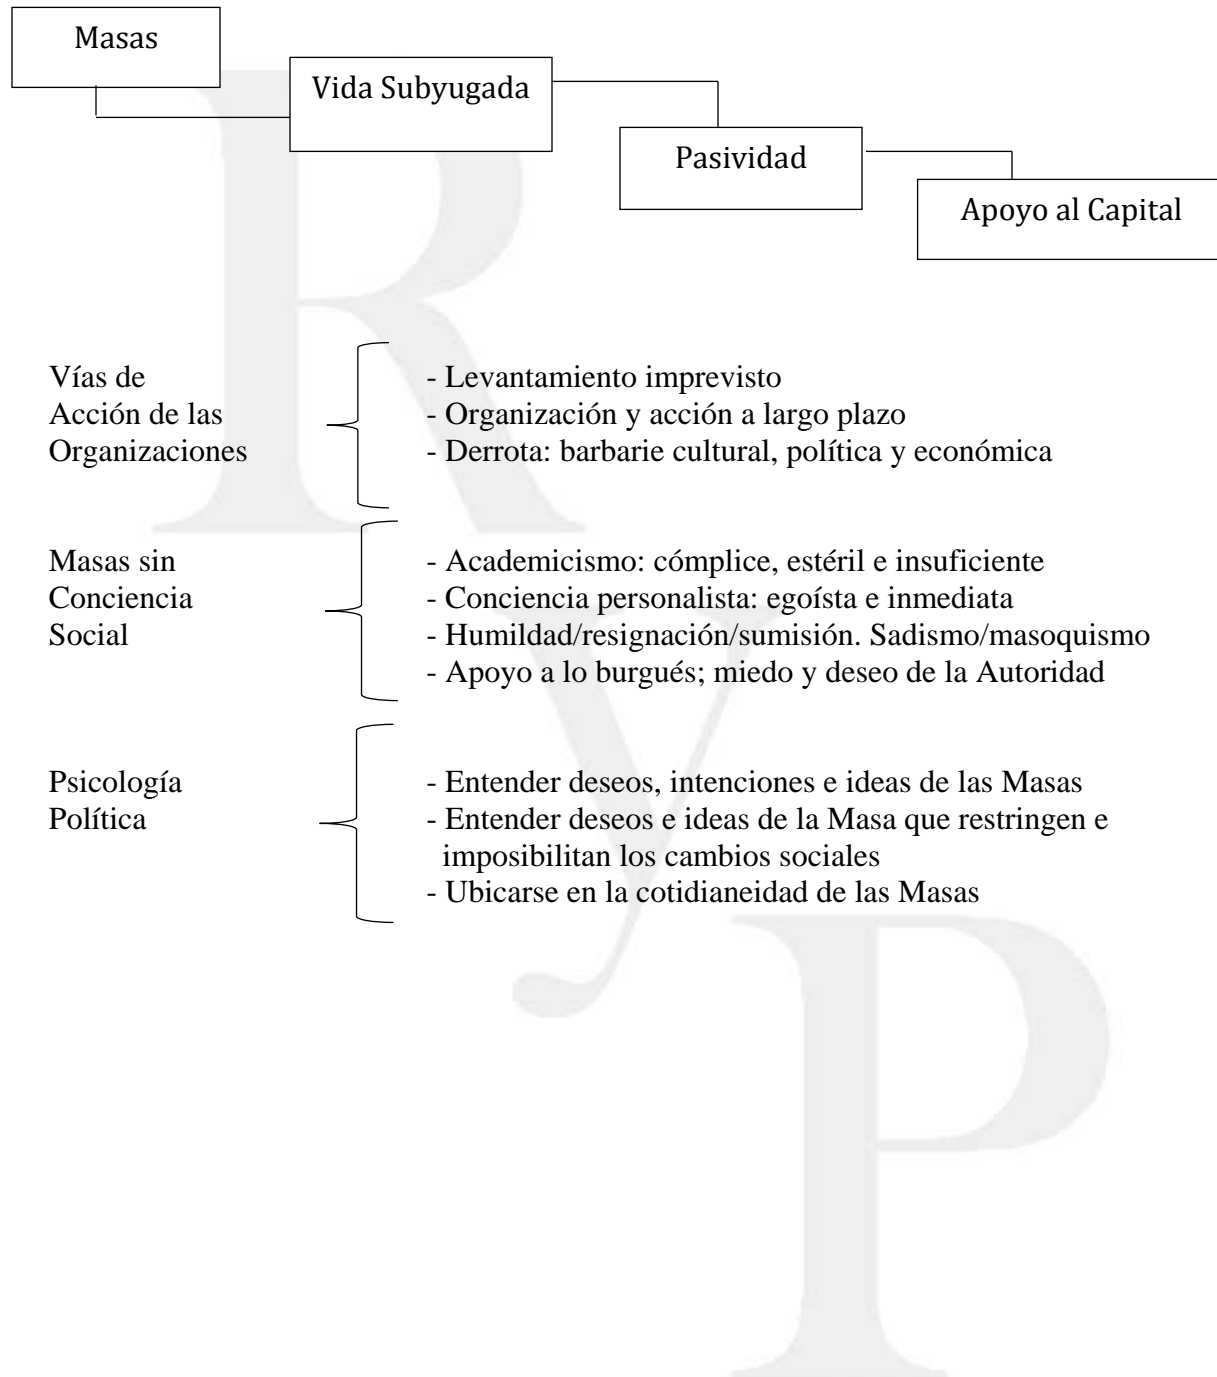 Masas
Vida Subyugada
Pasividad
Apoyo al Capital
Vías de
Acción de las
Organizaciones
- Levantamiento imprevisto
- Organización y acción a largo plazo
- Derrota: barbarie cultural, política y económica
Masas sin
Conciencia
Social
- Academicismo: cómplice, estéril e insuficiente
- Conciencia personalista: egoísta e inmediata
- Humildad/resignación/sumisión. Sadismo/masoquismo
- Apoyo a lo burgués; miedo y deseo de la Autoridad
Psicología
Política
- Entender deseos, intenciones e ideas de las Masas
- Entender deseos e ideas de la Masa que restringen e
imposibilitan los cambios sociales
- Ubicarse en la cotidianeidad de las Masas
R
y
P